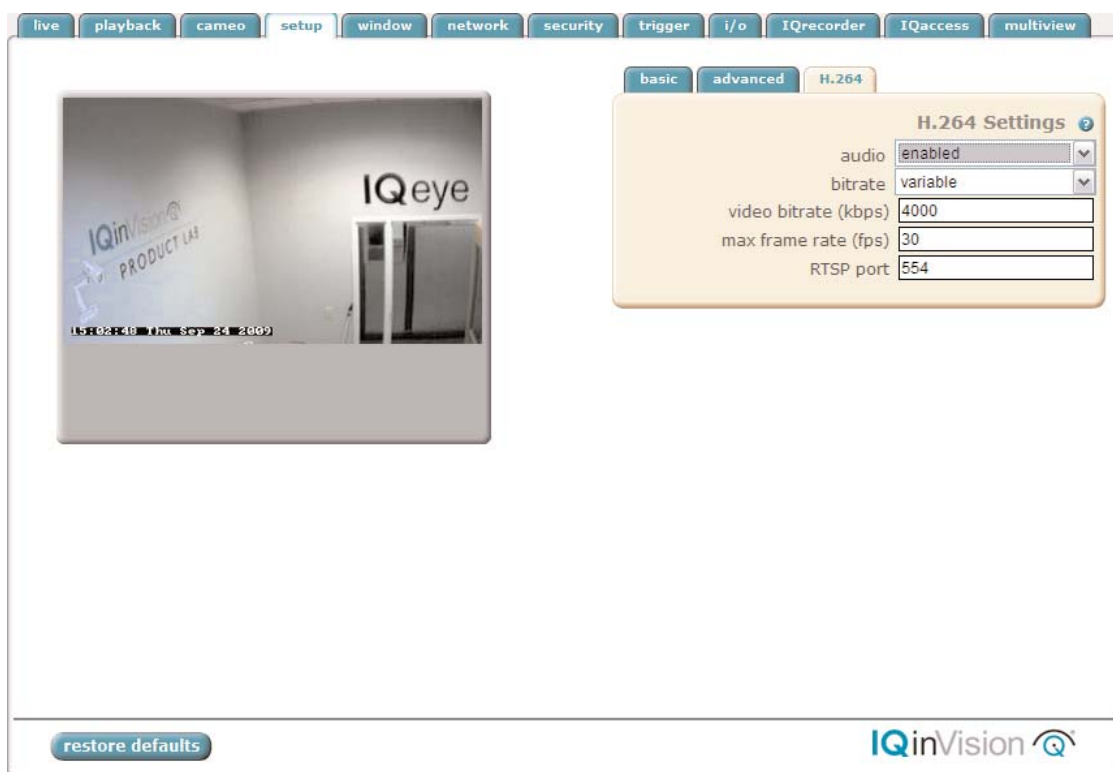 live playback cameo setup window network security trigger i/o IQrecorder IQaccess multiview
basic advanced H.264
H.264 Settings ?
audio enabled
bitrate variable
video bitrate (kbps) 4000
max frame rate (fps) 30
RTSP port 554
IQeye
IQinVision
PRODUCT LAB
15:02:48 Thu Sep 24 2009
restore defaults
IQinVision